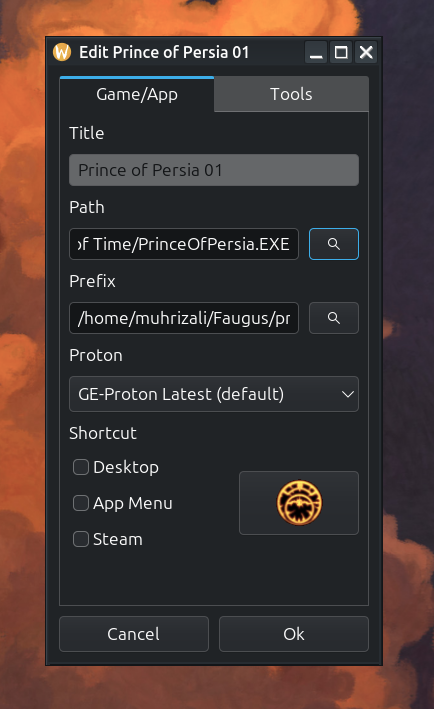 Edit Prince of Persia 01
Game/App
Tools
Title
Prince of Persia 01
Path
of Time/PrinceOfPersia.EXE
Prefix
/home/muhrizali/Faugus/pr
Proton
GE-Proton Latest (default)
Shortcut
Desktop
App Menu
Steam
Cancel
Ok